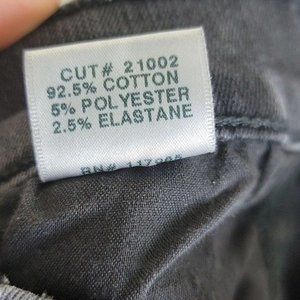 CUT# 21002
92.5% COTTON
5% POLYESTER
2.5% ELASTANE